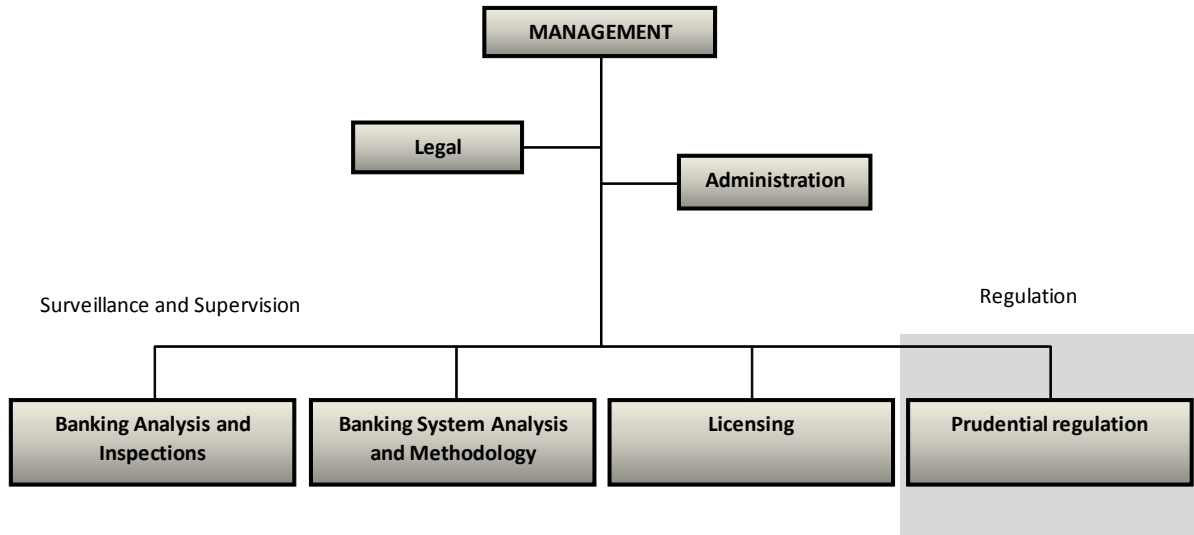 MANAGEMENT
Legal
Administration
Surveillance and Supervision
Regulation
Banking Analysis and
Inspections
Banking System Analysis
and Methodology
Licensing
Prudential regulation